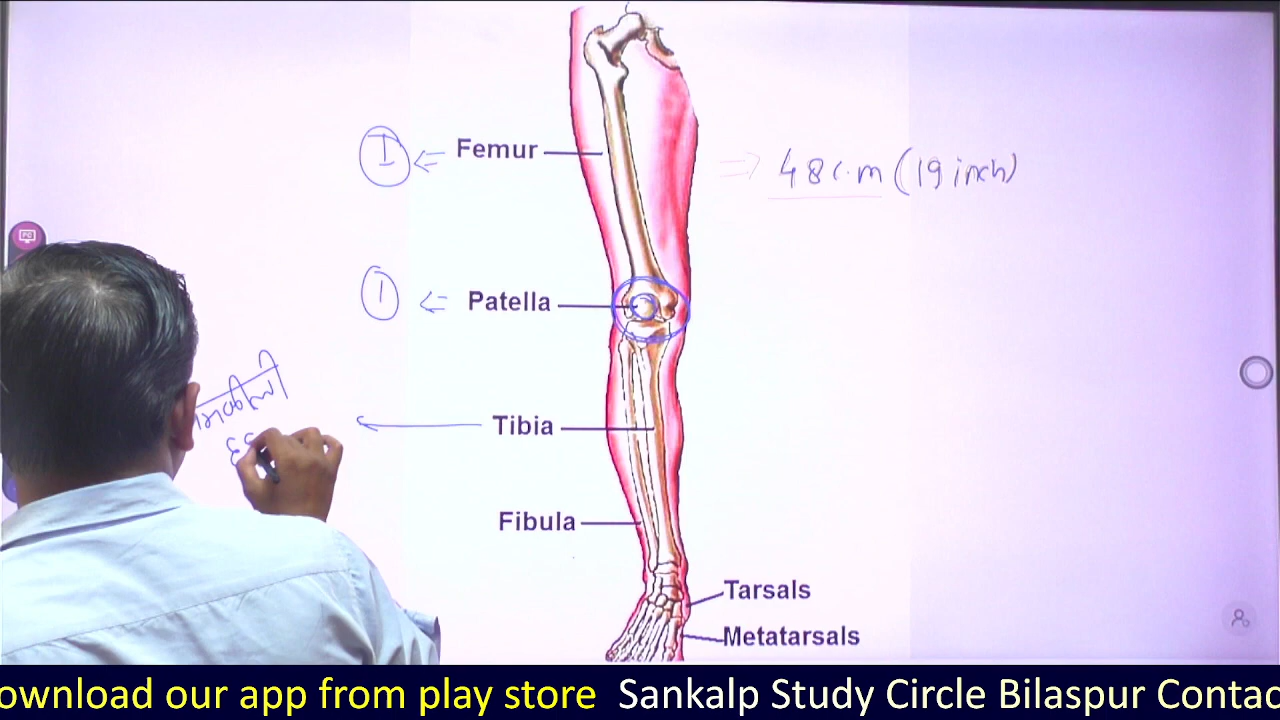 I ⇐ Femur ⇒ 48 c.m (19 inch)
1 ⇐ Patella
Tibia
Fibula
Tarsals
Metatarsals
ownload our app from play store Sankalp Study Circle Bilaspur Contac